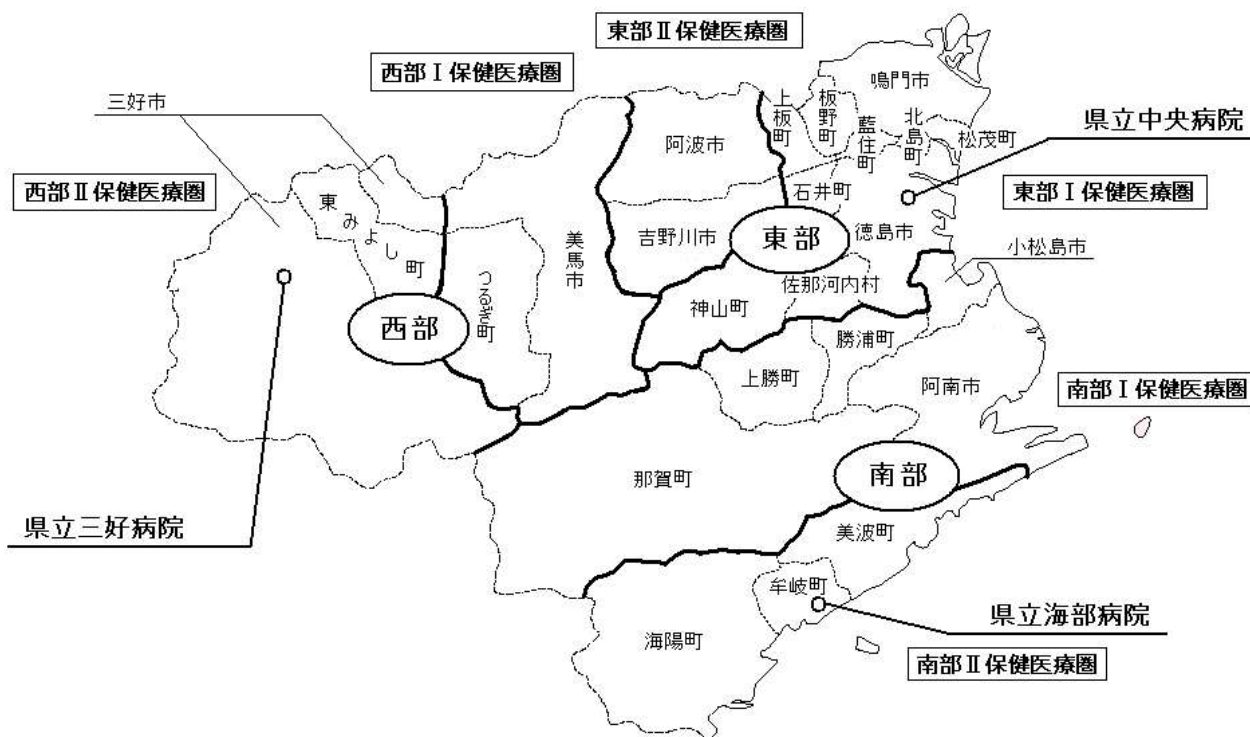 東部Ⅱ保健医療圏
西部Ⅰ保健医療圏
三好市
西部Ⅱ保健医療圏
鳴門市
上板町
板野町
藍住町
北島町
松茂町
県立中央病院
阿波市
石井町
東部Ⅰ保健医療圏
東みよし町
吉野川市
東部
徳島市
小松島市
美馬市
つるぎ町
佐那河内村
神山町
西部
勝浦町
上勝町
阿南市
南部Ⅰ保健医療圏
那賀町
南部
県立三好病院
美波町
牟岐町
県立海部病院
海陽町
南部Ⅱ保健医療圏